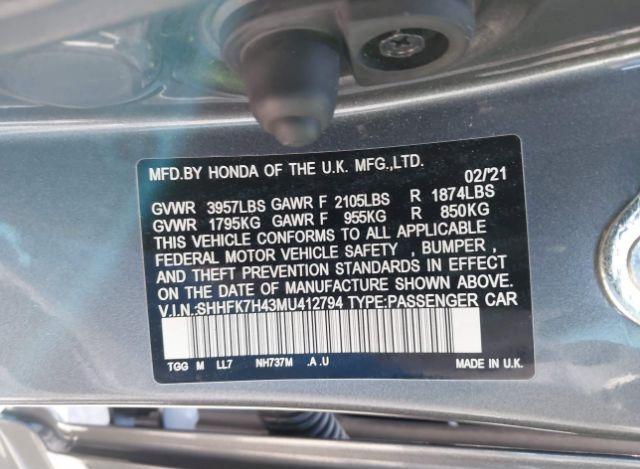 MFD.BY HONDA OF THE U.K. MFG.,LTD. 02/21
GVWR 3957LBS GAWR F 2105LBS R 1874LBS
GVWR 1795KG GAWR F 955KG R 850KG
THIS VEHICLE CONFORMS TO ALL APPLICABLE
FEDERAL MOTOR VEHICLE SAFETY , BUMPER ,
AND THEFT PREVENTION STANDARDS IN EFFECT
ON THE DATE OF MANUFACTURE SHOWN ABOVE.
V.I.N.:SHHFK7H43MU412794 TYPE:PASSENGER CAR
TGG M LL7 NH737M .A .U MADE IN U.K.